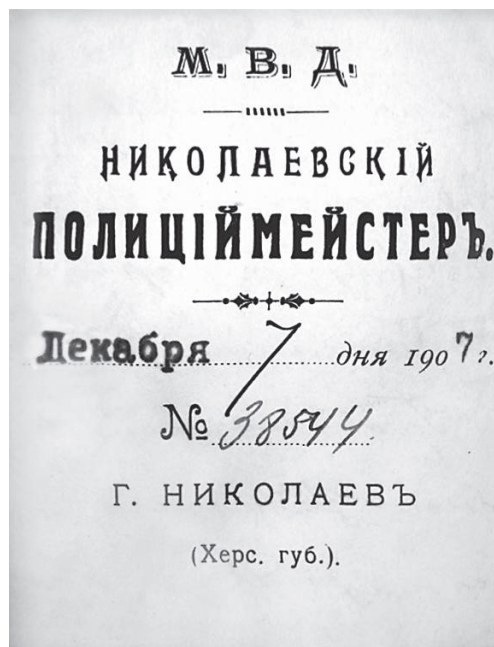 М. В. Д.
НИКОЛАЕВСКІЙ
ПОЛИЦІЙМЕЙСТЕРЪ.
Декабря 7 дня 1907 г.
№ 38544
Г. НИКОЛАЕВЪ
(Херс. губ.).